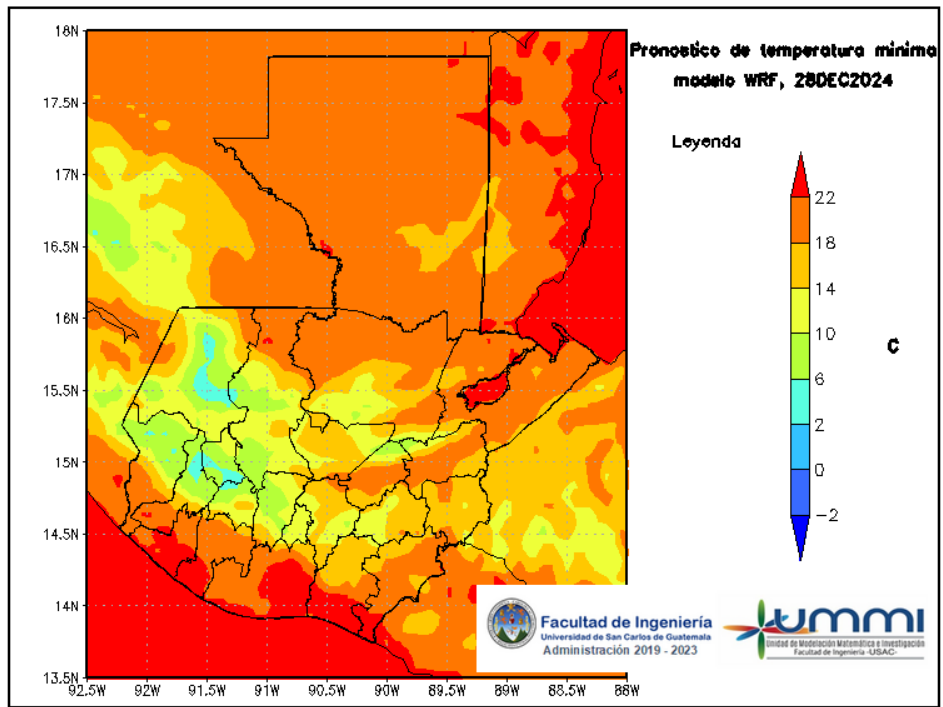 Pronostico de temperatura minima
modelo WRF, 28DEC2024
Leyenda
22
18
14
10
6
2
0
−2
C
18N
17.5N
17N
16.5N
16N
15.5N
15N
14.5N
14N
13.5N
92.5W 92W 91.5W 91W 90.5W 90W 89.5W 89W 88.5W 88W
Facultad de Ingeniería
Universidad de San Carlos de Guatemala
Administración 2019 - 2023
UMMI
Unidad de Modelación Matemática e Investigación
Facultad de Ingeniería -USAC-